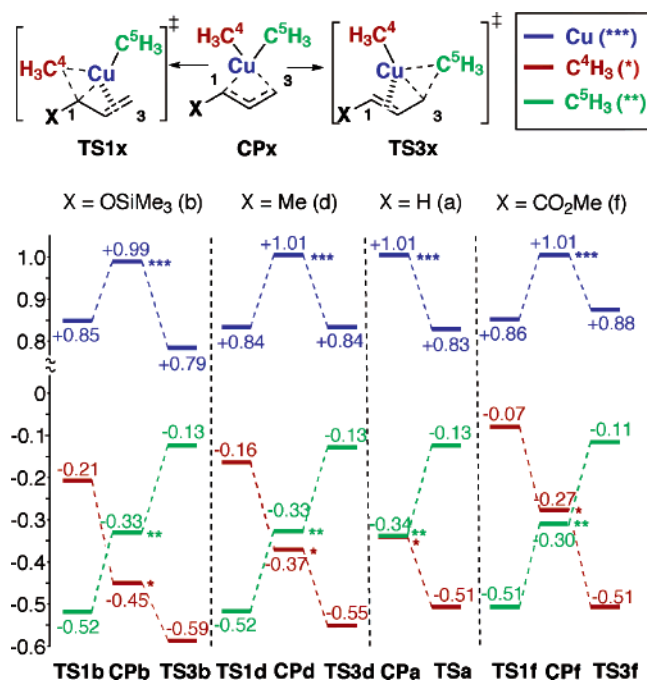 ‡ ‡
H₃C⁴ C⁵H₃ H₃C⁴ C⁵H₃ H₃C⁴ C⁵H₃
Cu Cu Cu
X 1 3 X 1 3 X 1 3
TS1x CPx TS3x
Cu (***)
C⁴H₃ (*)
C⁵H₃ (**)
X = OSiMe₃ (b) X = Me (d) X = H (a) X = CO₂Me (f)
1.0 +0.99 *** +1.01 *** +1.01 *** +1.01 ***
0.9
0.8 +0.85 +0.79 +0.84 +0.84 +0.83 +0.86 +0.88
≈
0
-0.1 -0.13 -0.16 -0.13 -0.13 -0.07 -0.11
-0.2 -0.21 -0.27 *
-0.3 -0.33 ** -0.33 ** -0.34 ** * -0.30 **
-0.4 -0.45 * -0.37 *
-0.5 -0.52 -0.59 -0.52 -0.55 -0.51 -0.51 -0.51
-0.6
TS1b CPb TS3b TS1d CPd TS3d CPa TSa TS1f CPf TS3f